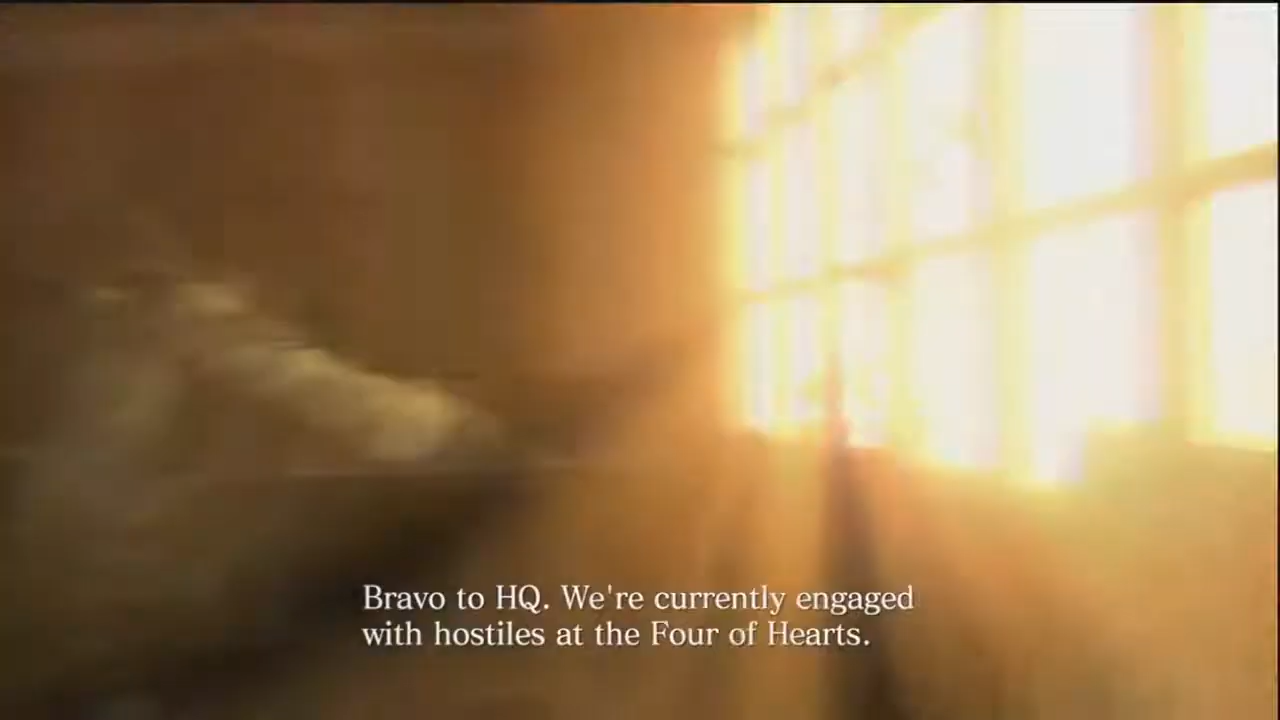 Bravo to HQ. We're currently engaged
with hostiles at the Four of Hearts.